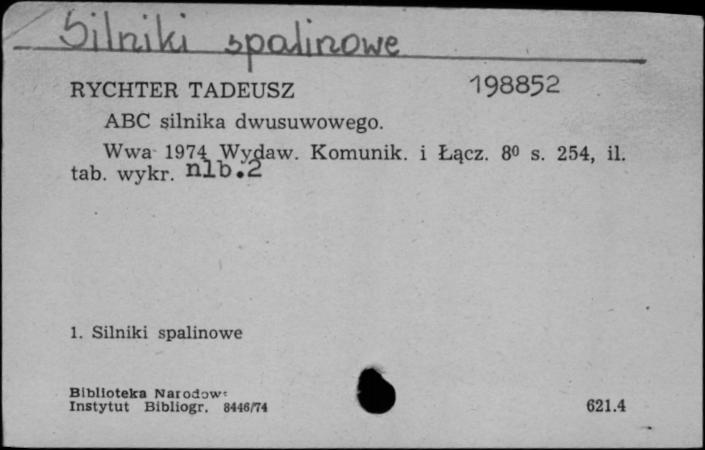 Silniki spalinowe
RYCHTER TADEUSZ 198852
ABC silnika dwusuwowego.
Wwa 1974 Wydaw. Komunik. i Łącz. 8⁰ s. 254, il.
tab. wykr. nlb.2
1. Silniki spalinowe
Biblioteka Narodow
Instytut Bibliogr. 8446/74 621.4